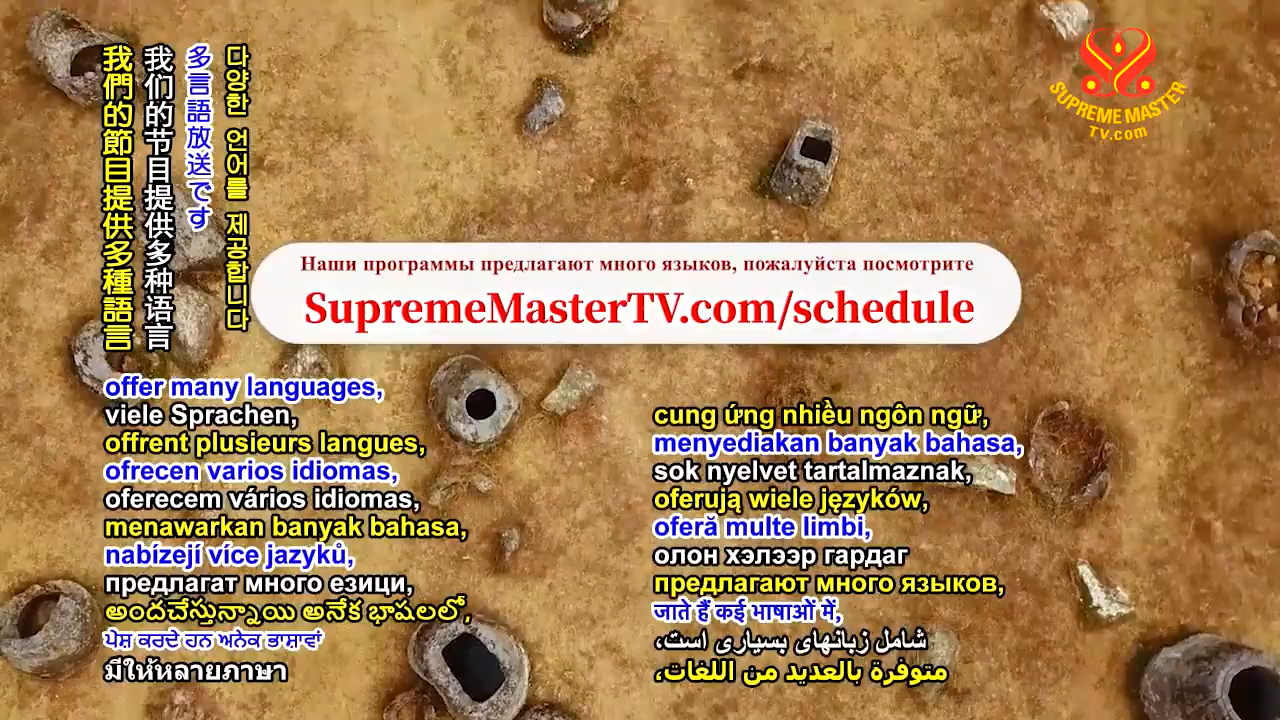 我們的節目提供多種語言
我们的节目提供多种语言
多言語放送です
다양한 언어를 제공합니다
SUPREME MASTER
TV.com
Наши программы предлагают много языков, пожалуйста посмотрите
SupremeMasterTV.com/schedule
offer many languages,
viele Sprachen,
offrent plusieurs langues,
ofrecen varios idiomas,
oferecem vários idiomas,
menawarkan banyak bahasa,
nabízejí více jazyků,
предлагат много езици,
అందచేస్తున్నాయి అనేక భాషలలో,
ਪੇਸ਼ ਕਰਦੇ ਹਨ ਅਨੇਕ ਭਾਸ਼ਾਵਾਂ
มีให้หลายภาษา
cung ứng nhiều ngôn ngữ,
menyediakan banyak bahasa,
sok nyelvet tartalmaznak,
oferują wiele języków,
oferă multe limbi,
олон хэлээр гардаг
предлагают много языков,
जाते हैं कई भाषाओं में,
شامل زبانهای بسیاری است،
متوفرة بالعديد من اللغات،